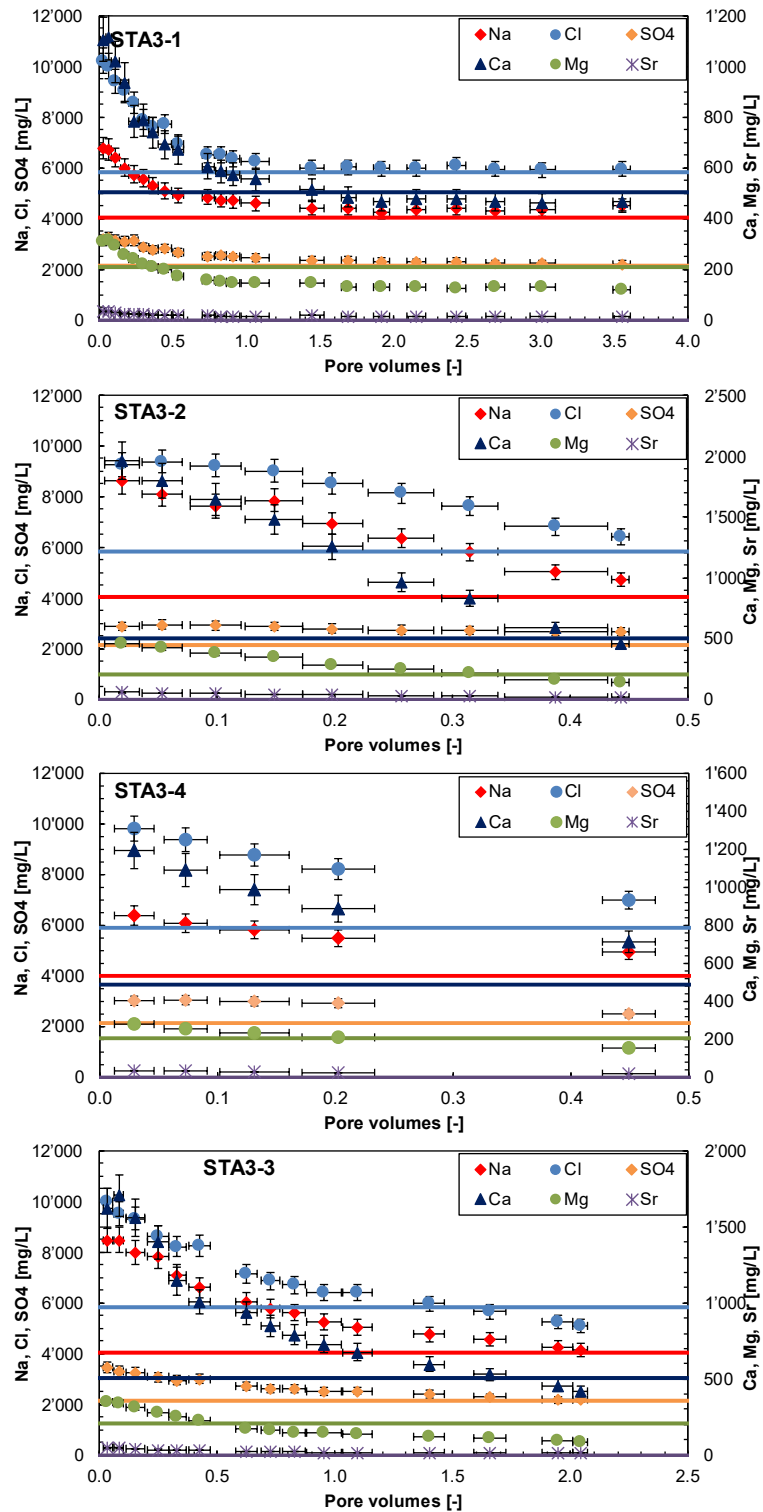 STA3-1
Na Cl SO4
Ca Mg Sr
Na, Cl, SO4 [mg/L]
12'000
10'000
8'000
6'000
4'000
2'000
0
Ca, Mg, Sr [mg/L]
1'200
1'000
800
600
400
200
0
0.0 0.5 1.0 1.5 2.0 2.5 3.0 3.5 4.0
Pore volumes [-]
STA3-2
Na Cl SO4
Ca Mg Sr
Na, Cl, SO4 [mg/L]
12'000
10'000
8'000
6'000
4'000
2'000
0
Ca, Mg, Sr [mg/L]
2'500
2'000
1'500
1'000
500
0
0.0 0.1 0.2 0.3 0.4 0.5
Pore volumes [-]
STA3-4
Na Cl SO4
Ca Mg Sr
Na, Cl, SO4 [mg/L]
12'000
10'000
8'000
6'000
4'000
2'000
0
Ca, Mg, Sr [mg/L]
1'600
1'400
1'200
1'000
800
600
400
200
0
0.0 0.1 0.2 0.3 0.4 0.5
Pore volumes [-]
STA3-3
Na Cl SO4
Ca Mg Sr
Na, Cl, SO4 [mg/L]
12'000
10'000
8'000
6'000
4'000
2'000
0
Ca, Mg, Sr [mg/L]
2'000
1'500
1'000
500
0
0.0 0.5 1.0 1.5 2.0 2.5
Pore volumes [-]